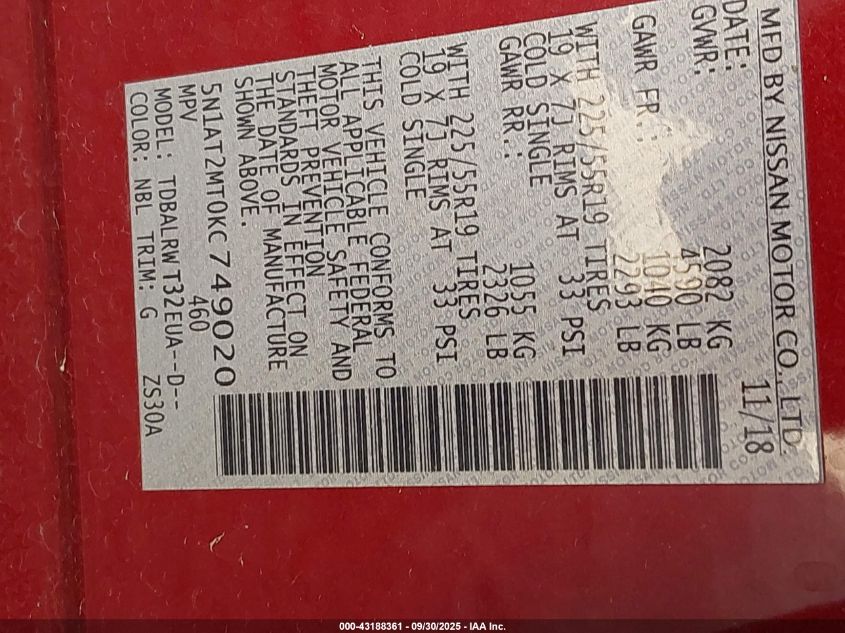 MFD BY NISSAN MOTOR CO., LTD.
DATE: 11/18
GVWR: 2082 KG
4590 LB
GAWR FR.: 1040 KG
2293 LB
WITH 225/55R19 TIRES
19 X 7J RIMS AT 33 PSI
COLD SINGLE
GAWR RR.: 1055 KG
2326 LB
WITH 225/55R19 TIRES
19 X 7J RIMS AT 33 PSI
COLD SINGLE
THIS VEHICLE CONFORMS TO
ALL APPLICABLE FEDERAL
MOTOR VEHICLE SAFETY AND
THEFT PREVENTION
STANDARDS IN EFFECT ON
THE DATE OF MANUFACTURE
SHOWN ABOVE.
5N1AT2MT0KC749020
MPV 460
MODEL: TDBALRWT32EUA--D--
COLOR: NBL TRIM: G ZS30A
000-43188361 - 09/30/2025 - IAA Inc.